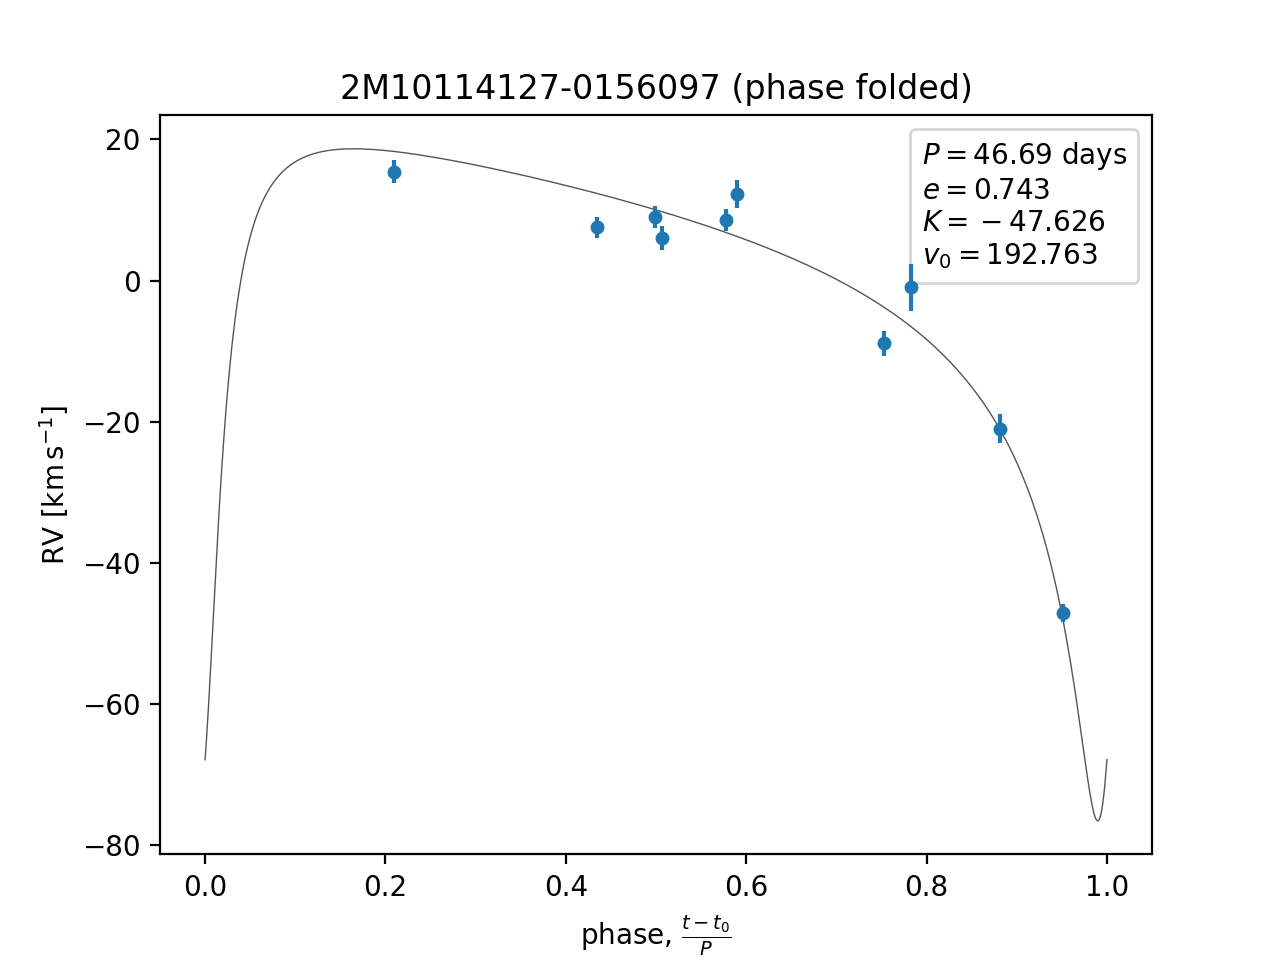 2M10114127-0156097 (phase folded)
P = 46.69 days
e = 0.743
K = − 47.626
v₀ = 192.763
20
0
−20
−40
−60
−80
RV [km s⁻¹]
0.0 0.2 0.4 0.6 0.8 1.0
phase, (t − t₀)/P